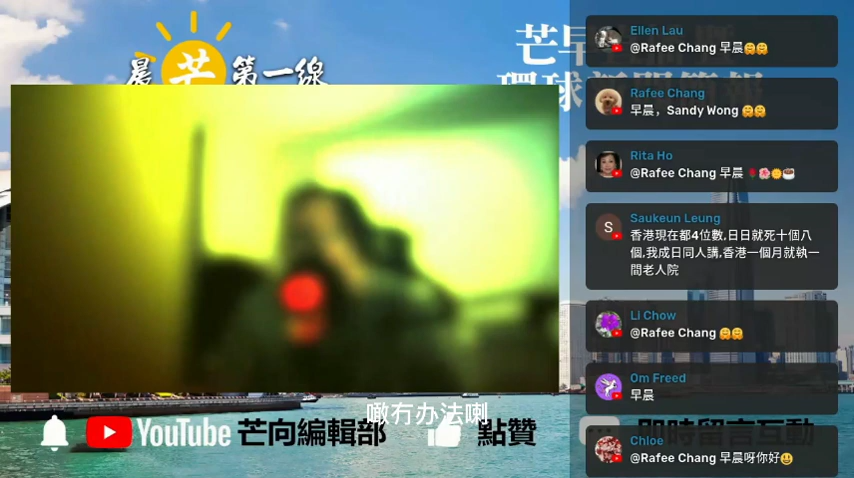 晨芒第一線
芒早
環球
Ellen Lau
@Rafee Chang 早晨🤗🤗
Rafee Chang
早晨，Sandy Wong 🤗🤗
Rita Ho
@Rafee Chang 早晨 🌹🌺🌼☕
S
Saukeun Leung
香港現在都4位數,日日就死十個八
個,我成日同人講,香港一個月就執一
間老人院
Li Chow
@Rafee Chang 🤗🤗
Om Freed
早晨
Chloe
@Rafee Chang 早晨呀你好😃
噉冇办法喇
YouTube 芒向編輯部
點贊
即時留言互動